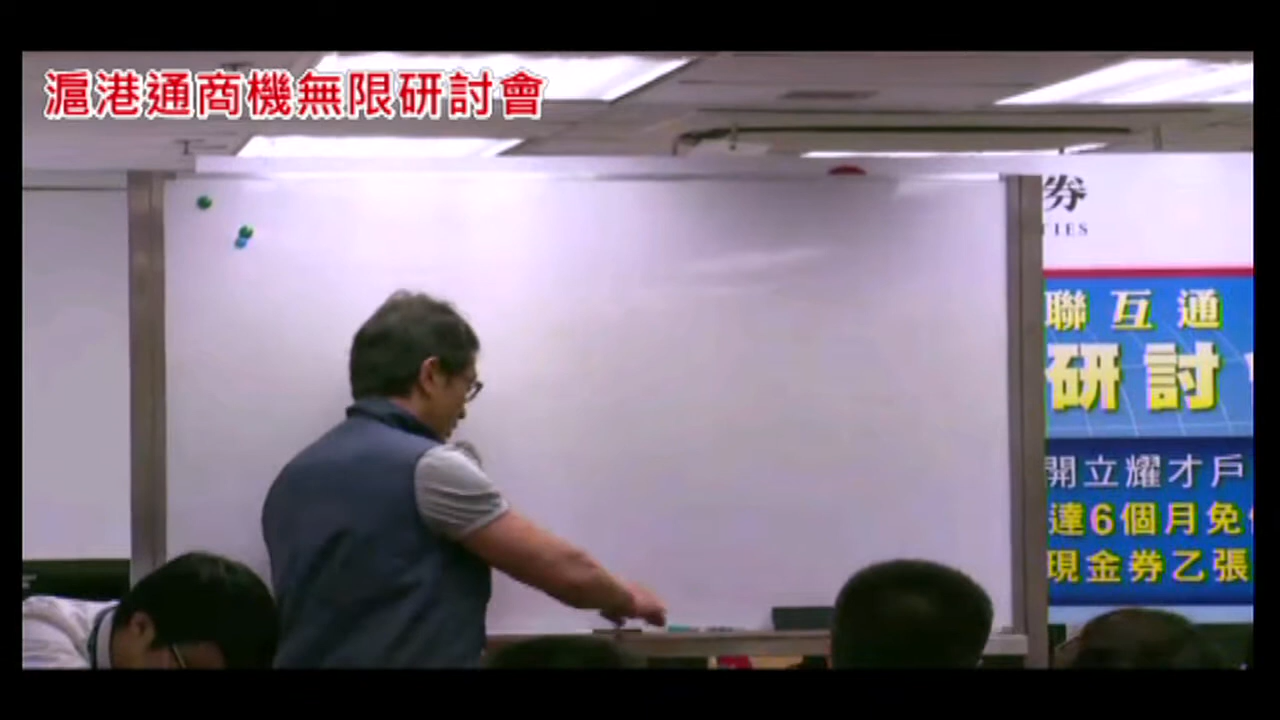 滬港通商機無限研討會
券
TIES
聯互通
研討
開立耀才戶
達6個月免
現金券乙張